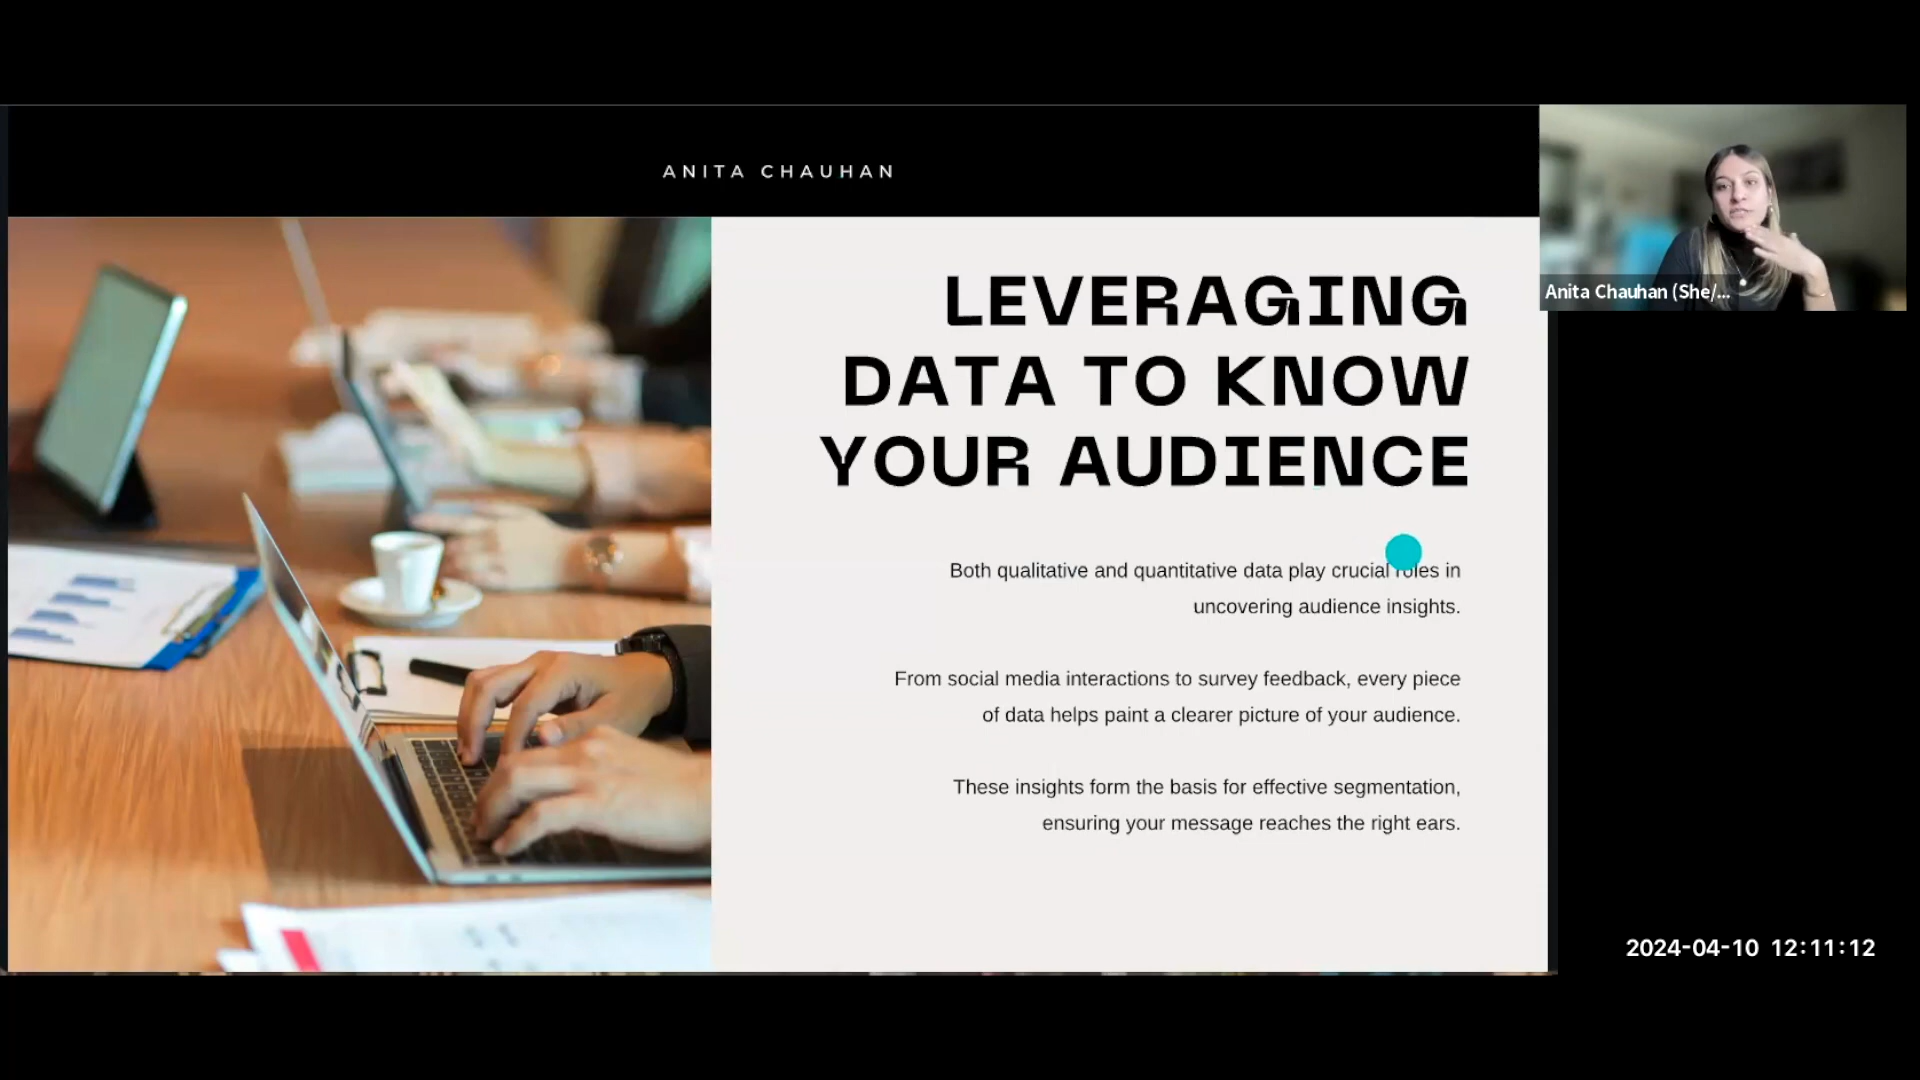 ANITA CHAUHAN
LEVERAGING
DATA TO KNOW
YOUR AUDIENCE
Both qualitative and quantitative data play crucial roles in
uncovering audience insights.
From social media interactions to survey feedback, every piece
of data helps paint a clearer picture of your audience.
These insights form the basis for effective segmentation,
ensuring your message reaches the right ears.
Anita Chauhan (She/...
2024-04-10 12:11:12